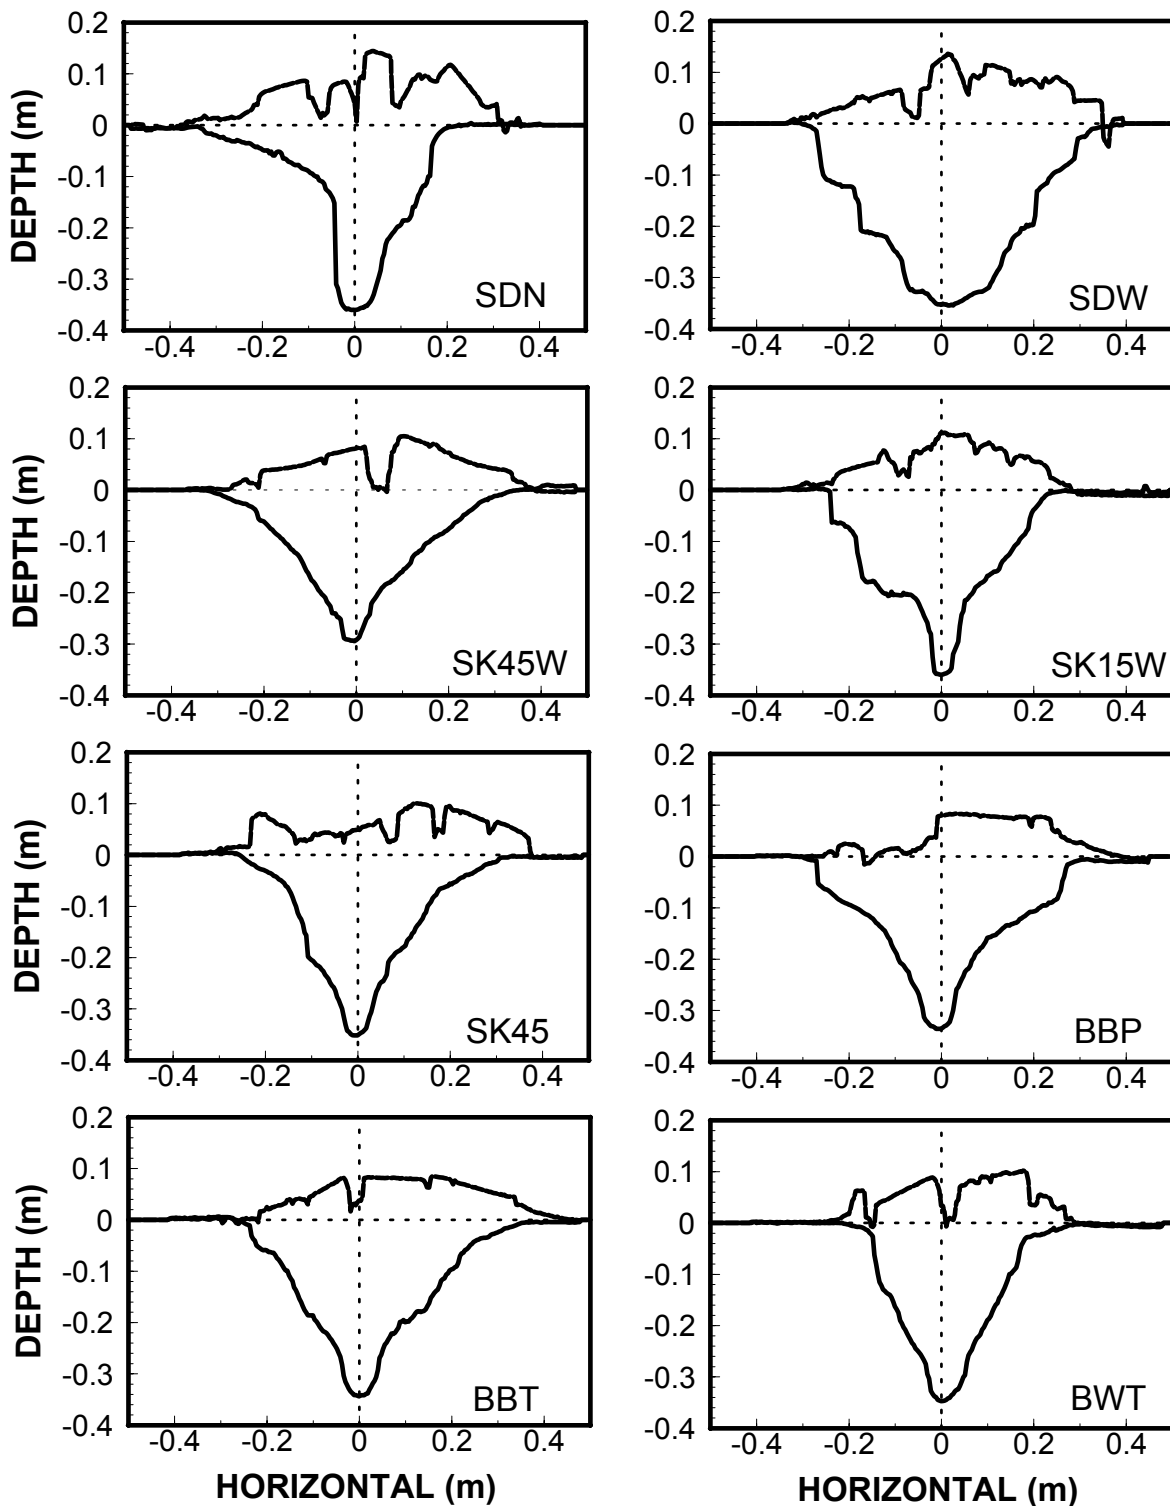 0.2 0.2
0.1 0.1
0 0
-0.1 -0.1
-0.2 -0.2
-0.3 -0.3
-0.4 -0.4
DEPTH (m)
SDN SDW
-0.4 -0.2 0 0.2 0.4 -0.4 -0.2 0 0.2 0.4
0.2 0.2
0.1 0.1
0 0
-0.1 -0.1
-0.2 -0.2
-0.3 -0.3
-0.4 -0.4
DEPTH (m)
SK45W SK15W
-0.4 -0.2 0 0.2 0.4 -0.4 -0.2 0 0.2 0.4
0.2 0.2
0.1 0.1
0 0
-0.1 -0.1
-0.2 -0.2
-0.3 -0.3
-0.4 -0.4
DEPTH (m)
SK45 BBP
-0.4 -0.2 0 0.2 0.4 -0.4 -0.2 0 0.2 0.4
0.2 0.2
0.1 0.1
0 0
-0.1 -0.1
-0.2 -0.2
-0.3 -0.3
-0.4 -0.4
DEPTH (m)
BBT BWT
-0.4 -0.2 0 0.2 0.4 -0.4 -0.2 0 0.2 0.4
HORIZONTAL (m) HORIZONTAL (m)